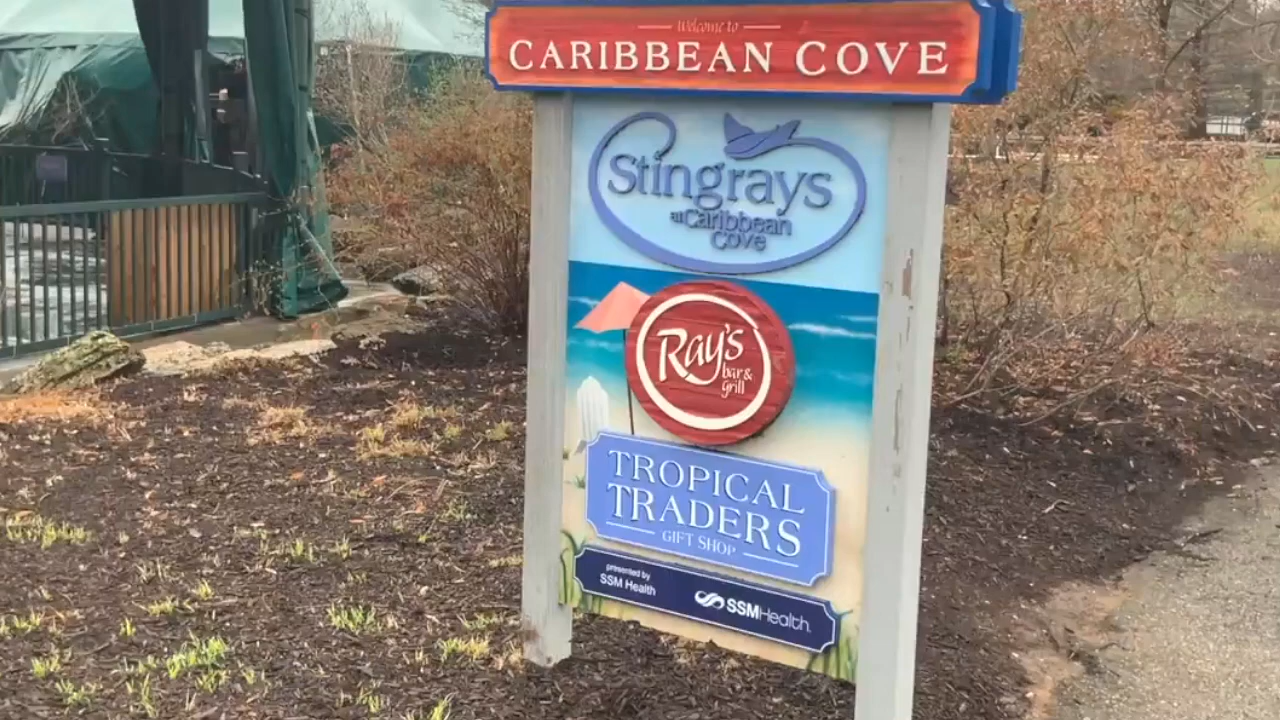 Welcome to
CARIBBEAN COVE
Stingrays
at Caribbean
Cove
Ray's
bar &
grill
TROPICAL
TRADERS
GIFT SHOP
presented by
SSM Health
SSMHealth.